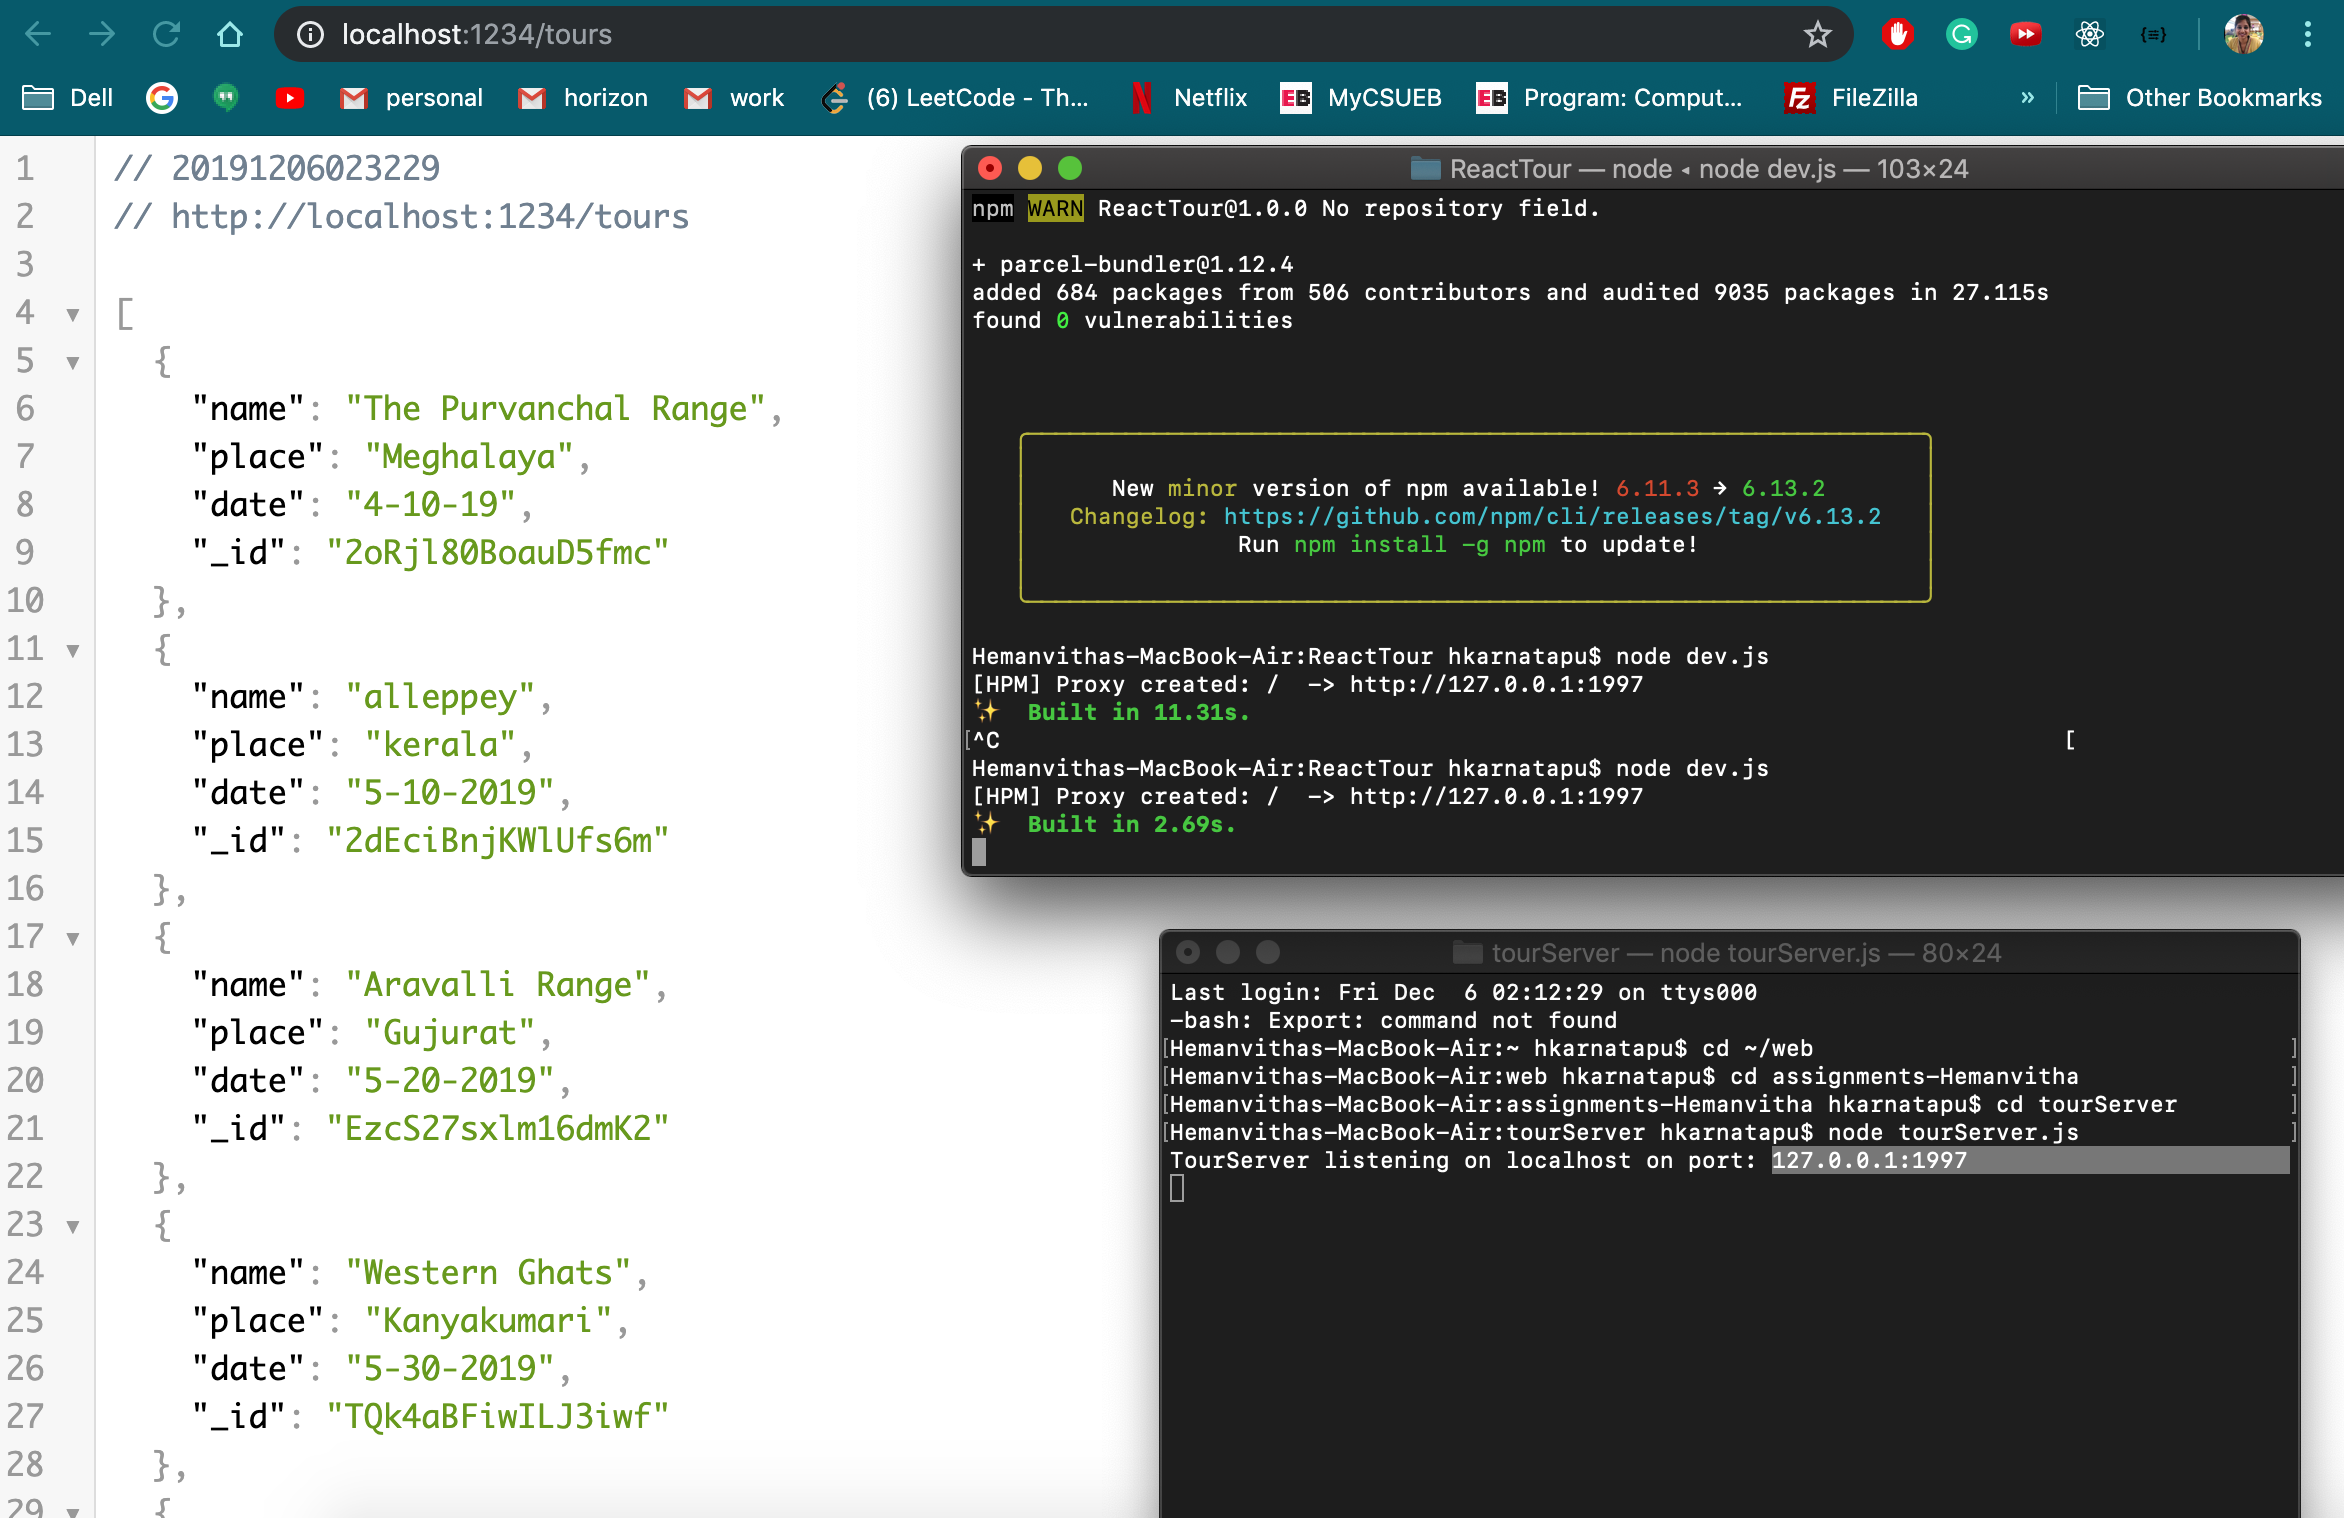 localhost:1234/tours
Dell personal horizon work (6) LeetCode - Th... Netflix MyCSUEB Program: Comput... FileZilla » Other Bookmarks
1 // 20191206023229
2 // http://localhost:1234/tours
3
4 [
5 {
6 "name": "The Purvanchal Range",
7 "place": "Meghalaya",
8 "date": "4-10-19",
9 "_id": "2oRjl80BoauD5fmc"
10 },
11 {
12 "name": "alleppey",
13 "place": "kerala",
14 "date": "5-10-2019",
15 "_id": "2dEciBnjKWlUfs6m"
16 },
17 {
18 "name": "Aravalli Range",
19 "place": "Gujurat",
20 "date": "5-20-2019",
21 "_id": "EzcS27sxlm16dmK2"
22 },
23 {
24 "name": "Western Ghats",
25 "place": "Kanyakumari",
26 "date": "5-30-2019",
27 "_id": "TQk4aBFiwILJ3iwf"
28 },
29 {
ReactTour — node ◂ node dev.js — 103×24
npm WARN ReactTour@1.0.0 No repository field.
+ parcel-bundler@1.12.4
added 684 packages from 506 contributors and audited 9035 packages in 27.115s
found 0 vulnerabilities
New minor version of npm available! 6.11.3 → 6.13.2
Changelog: https://github.com/npm/cli/releases/tag/v6.13.2
Run npm install -g npm to update!
Hemanvithas-MacBook-Air:ReactTour hkarnatapu$ node dev.js
[HPM] Proxy created: /  -> http://127.0.0.1:1997
✨ Built in 11.31s.
[^C [
Hemanvithas-MacBook-Air:ReactTour hkarnatapu$ node dev.js
[HPM] Proxy created: /  -> http://127.0.0.1:1997
✨ Built in 2.69s.
tourServer — node tourServer.js — 80×24
Last login: Fri Dec  6 02:12:29 on ttys000
-bash: Export: command not found
[Hemanvithas-MacBook-Air:~ hkarnatapu$ cd ~/web ]
[Hemanvithas-MacBook-Air:web hkarnatapu$ cd assignments-Hemanvitha ]
[Hemanvithas-MacBook-Air:assignments-Hemanvitha hkarnatapu$ cd tourServer ]
[Hemanvithas-MacBook-Air:tourServer hkarnatapu$ node tourServer.js ]
TourServer listening on localhost on port: 127.0.0.1:1997